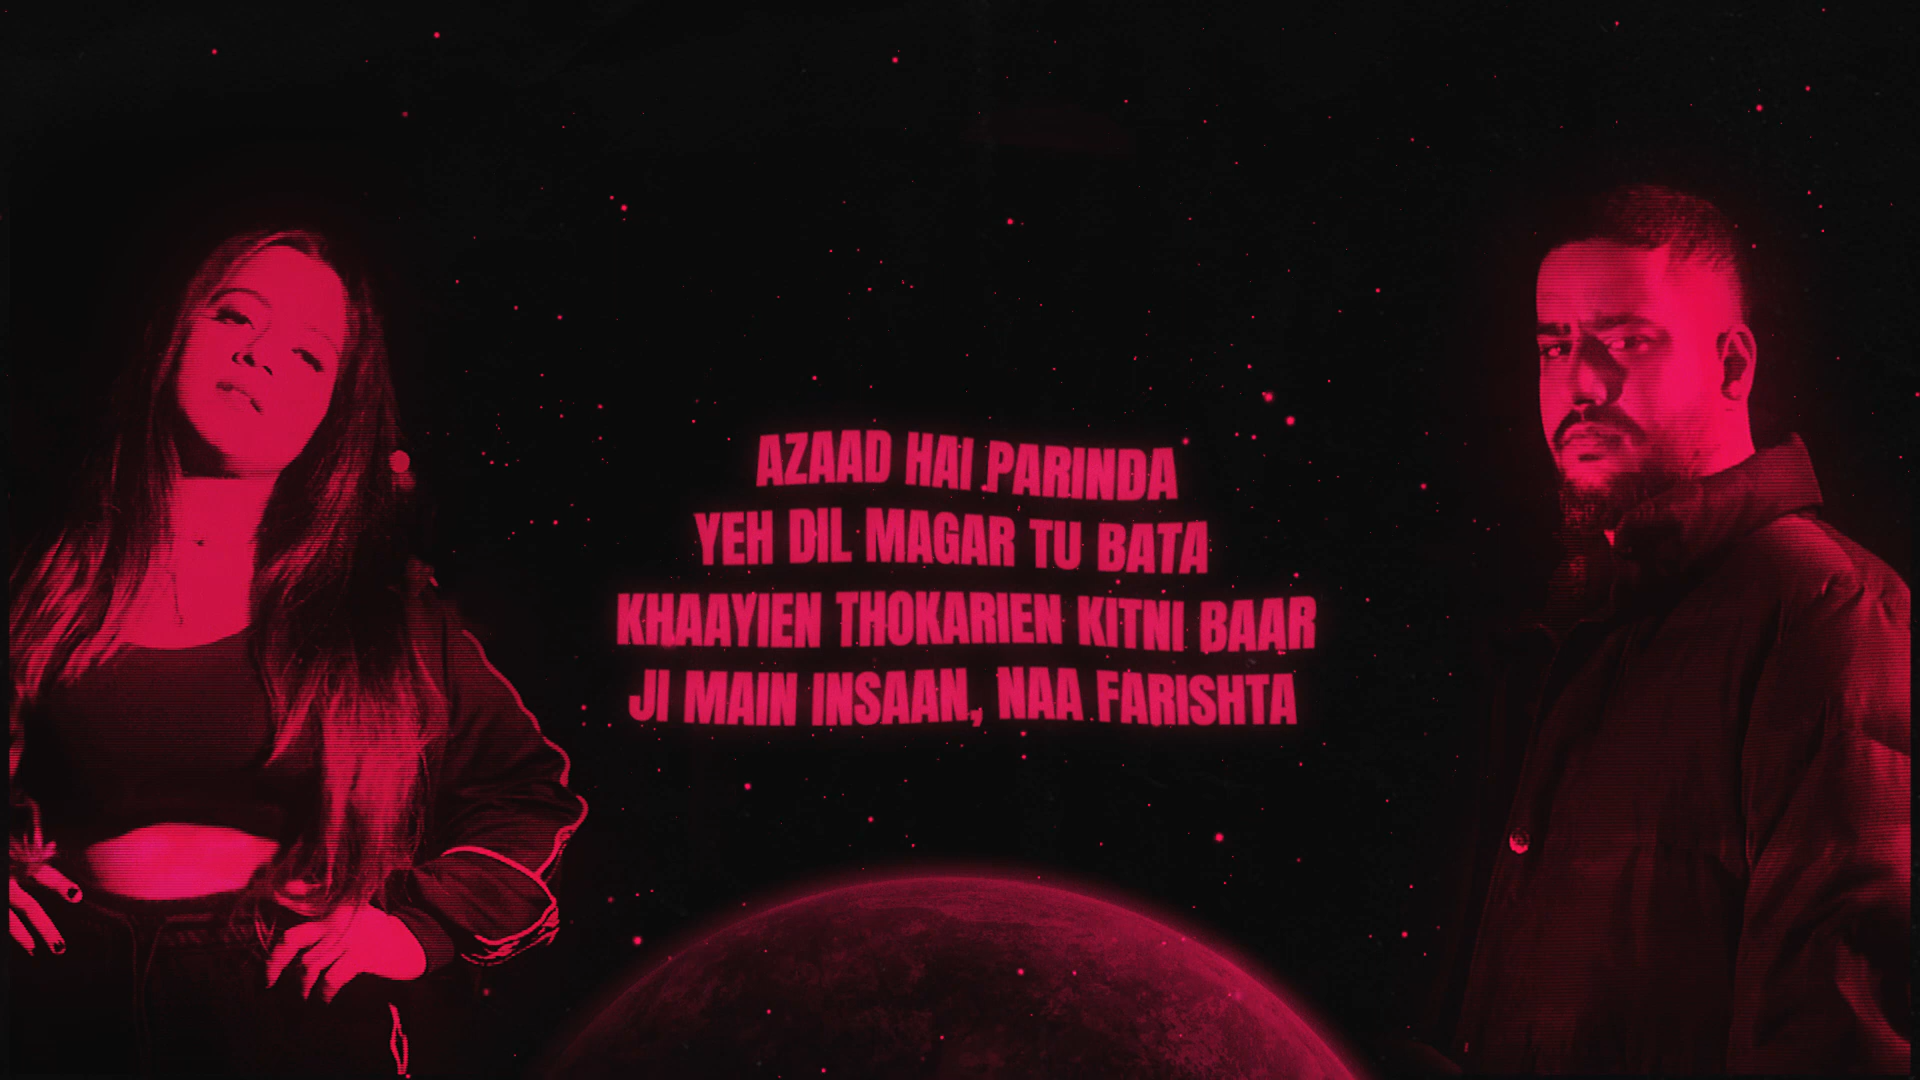 AZAAD HAI PARINDA
YEH DIL MAGAR TU BATA
KHAAYIEN THOKARIEN KITNI BAAR
JI MAIN INSAAN, NAA FARISHTA